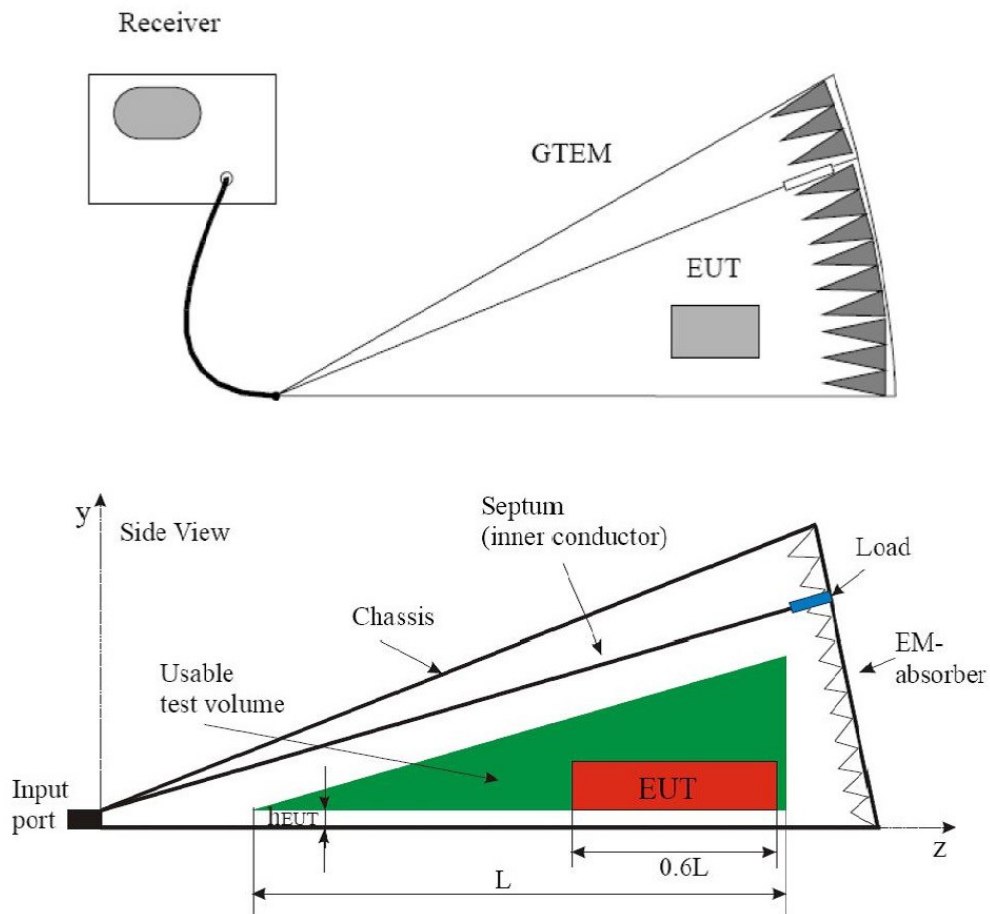 Receiver
GTEM
EUT
y
Side View
Septum
(inner conductor)
Load
Chassis
EM-
absorber
Usable
test volume
Input
port
EUT
hEUT
z
0.6L
L